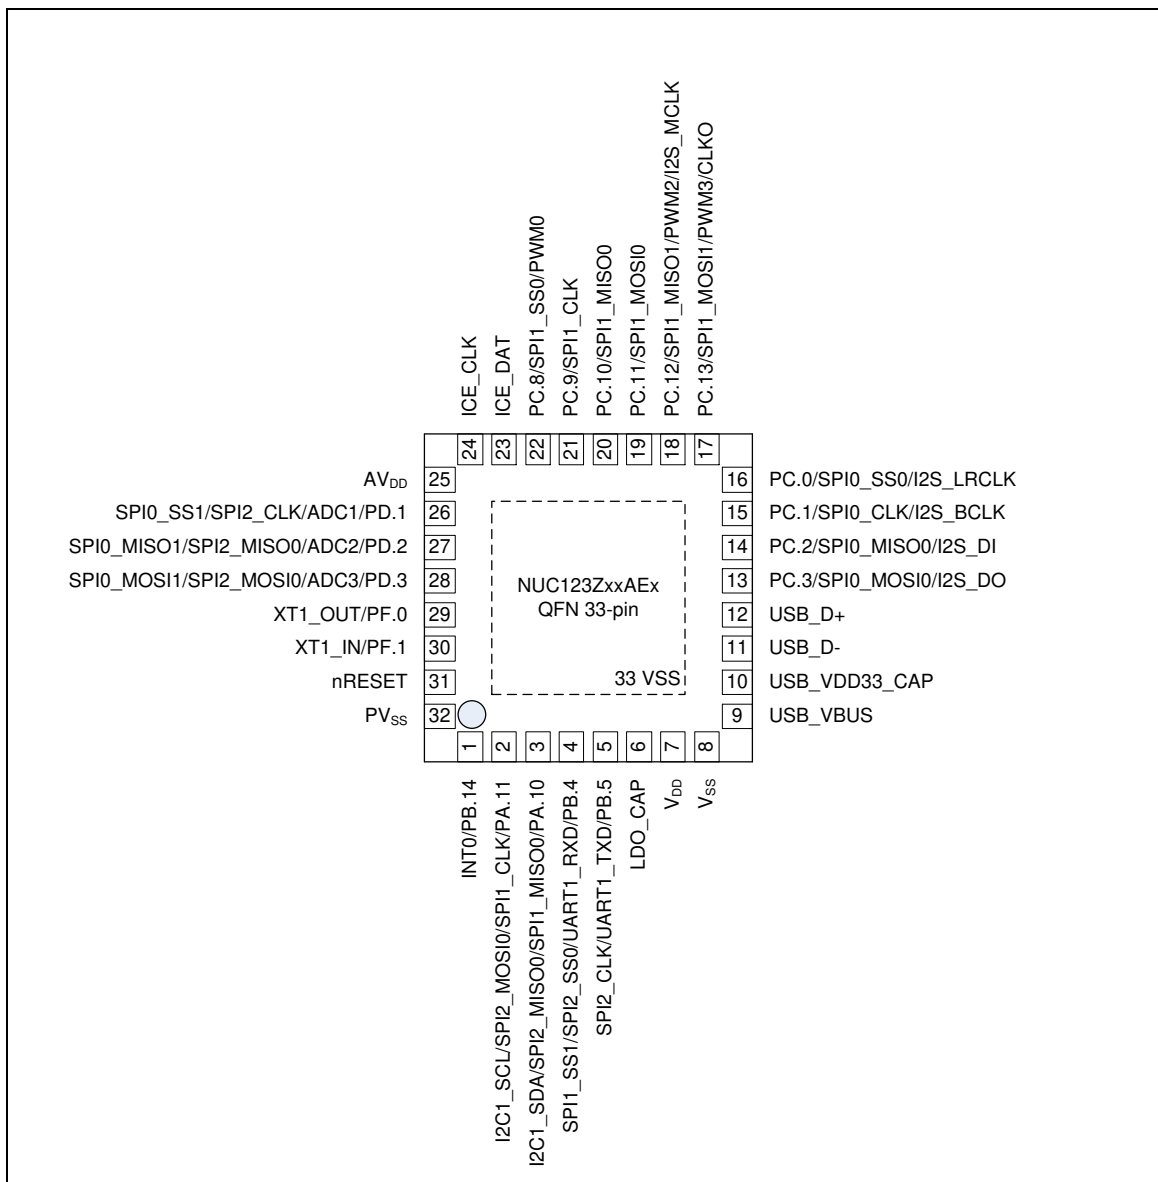 ICE_CLK
ICE_DAT
PC.8/SPI1_SS0/PWM0
PC.9/SPI1_CLK
PC.10/SPI1_MISO0
PC.11/SPI1_MOSI0
PC.12/SPI1_MISO1/PWM2/I2S_MCLK
PC.13/SPI1_MOSI1/PWM3/CLKO
24 23 22 21 20 19 18 17
AVDD 25
SPI0_SS1/SPI2_CLK/ADC1/PD.1 26
SPI0_MISO1/SPI2_MISO0/ADC2/PD.2 27
SPI0_MOSI1/SPI2_MOSI0/ADC3/PD.3 28
XT1_OUT/PF.0 29
XT1_IN/PF.1 30
nRESET 31
PVSS 32
NUC123ZxxAEx
QFN 33-pin
33 VSS
16 PC.0/SPI0_SS0/I2S_LRCLK
15 PC.1/SPI0_CLK/I2S_BCLK
14 PC.2/SPI0_MISO0/I2S_DI
13 PC.3/SPI0_MOSI0/I2S_DO
12 USB_D+
11 USB_D-
10 USB_VDD33_CAP
9 USB_VBUS
1 2 3 4 5 6 7 8
INT0/PB.14
I2C1_SCL/SPI2_MOSI0/SPI1_CLK/PA.11
I2C1_SDA/SPI2_MISO0/SPI1_MISO0/PA.10
SPI1_SS1/SPI2_SS0/UART1_RXD/PB.4
SPI2_CLK/UART1_TXD/PB.5
LDO_CAP
VDD
VSS